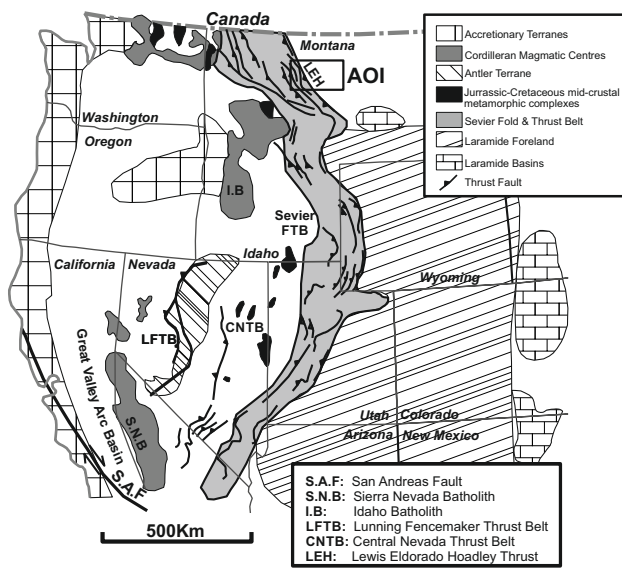 Canada
Montana
LEH
AOI
Washington
Oregon
I.B
Sevier
FTB
Idaho
California
Nevada
Wyoming
LFTB
CNTB
Great Valley Arc Basin
S.N.B
S.A.F
Utah
Colorado
Arizona
New Mexico
500Km
Accretionary Terranes
Cordilleran Magmatic Centres
Antler Terrane
Jurrassic-Cretaceous mid-crustal
metamorphic complexes
Sevier Fold & Thrust Belt
Laramide Foreland
Laramide Basins
Thrust Fault
S.A.F: San Andreas Fault
S.N.B: Sierra Nevada Batholith
I.B: Idaho Batholith
LFTB: Lunning Fencemaker Thrust Belt
CNTB: Central Nevada Thrust Belt
LEH: Lewis Eldorado Hoadley Thrust